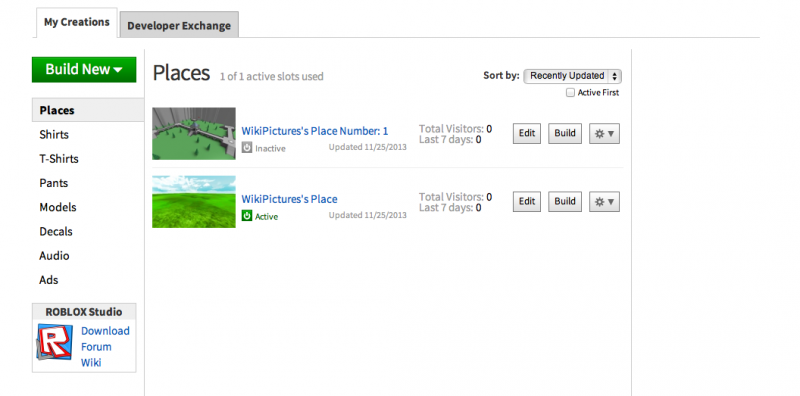 My Creations
Developer Exchange
Build New
Places
Shirts
T-Shirts
Pants
Models
Decals
Audio
Ads
ROBLOX Studio
R
Download
Forum
Wiki
Places 1 of 1 active slots used
Sort by: Recently Updated
Active First
WikiPictures's Place Number: 1
Inactive Updated 11/25/2013
Total Visitors: 0
Last 7 days: 0
Edit Build
WikiPictures's Place
Active Updated 11/25/2013
Total Visitors: 0
Last 7 days: 0
Edit Build